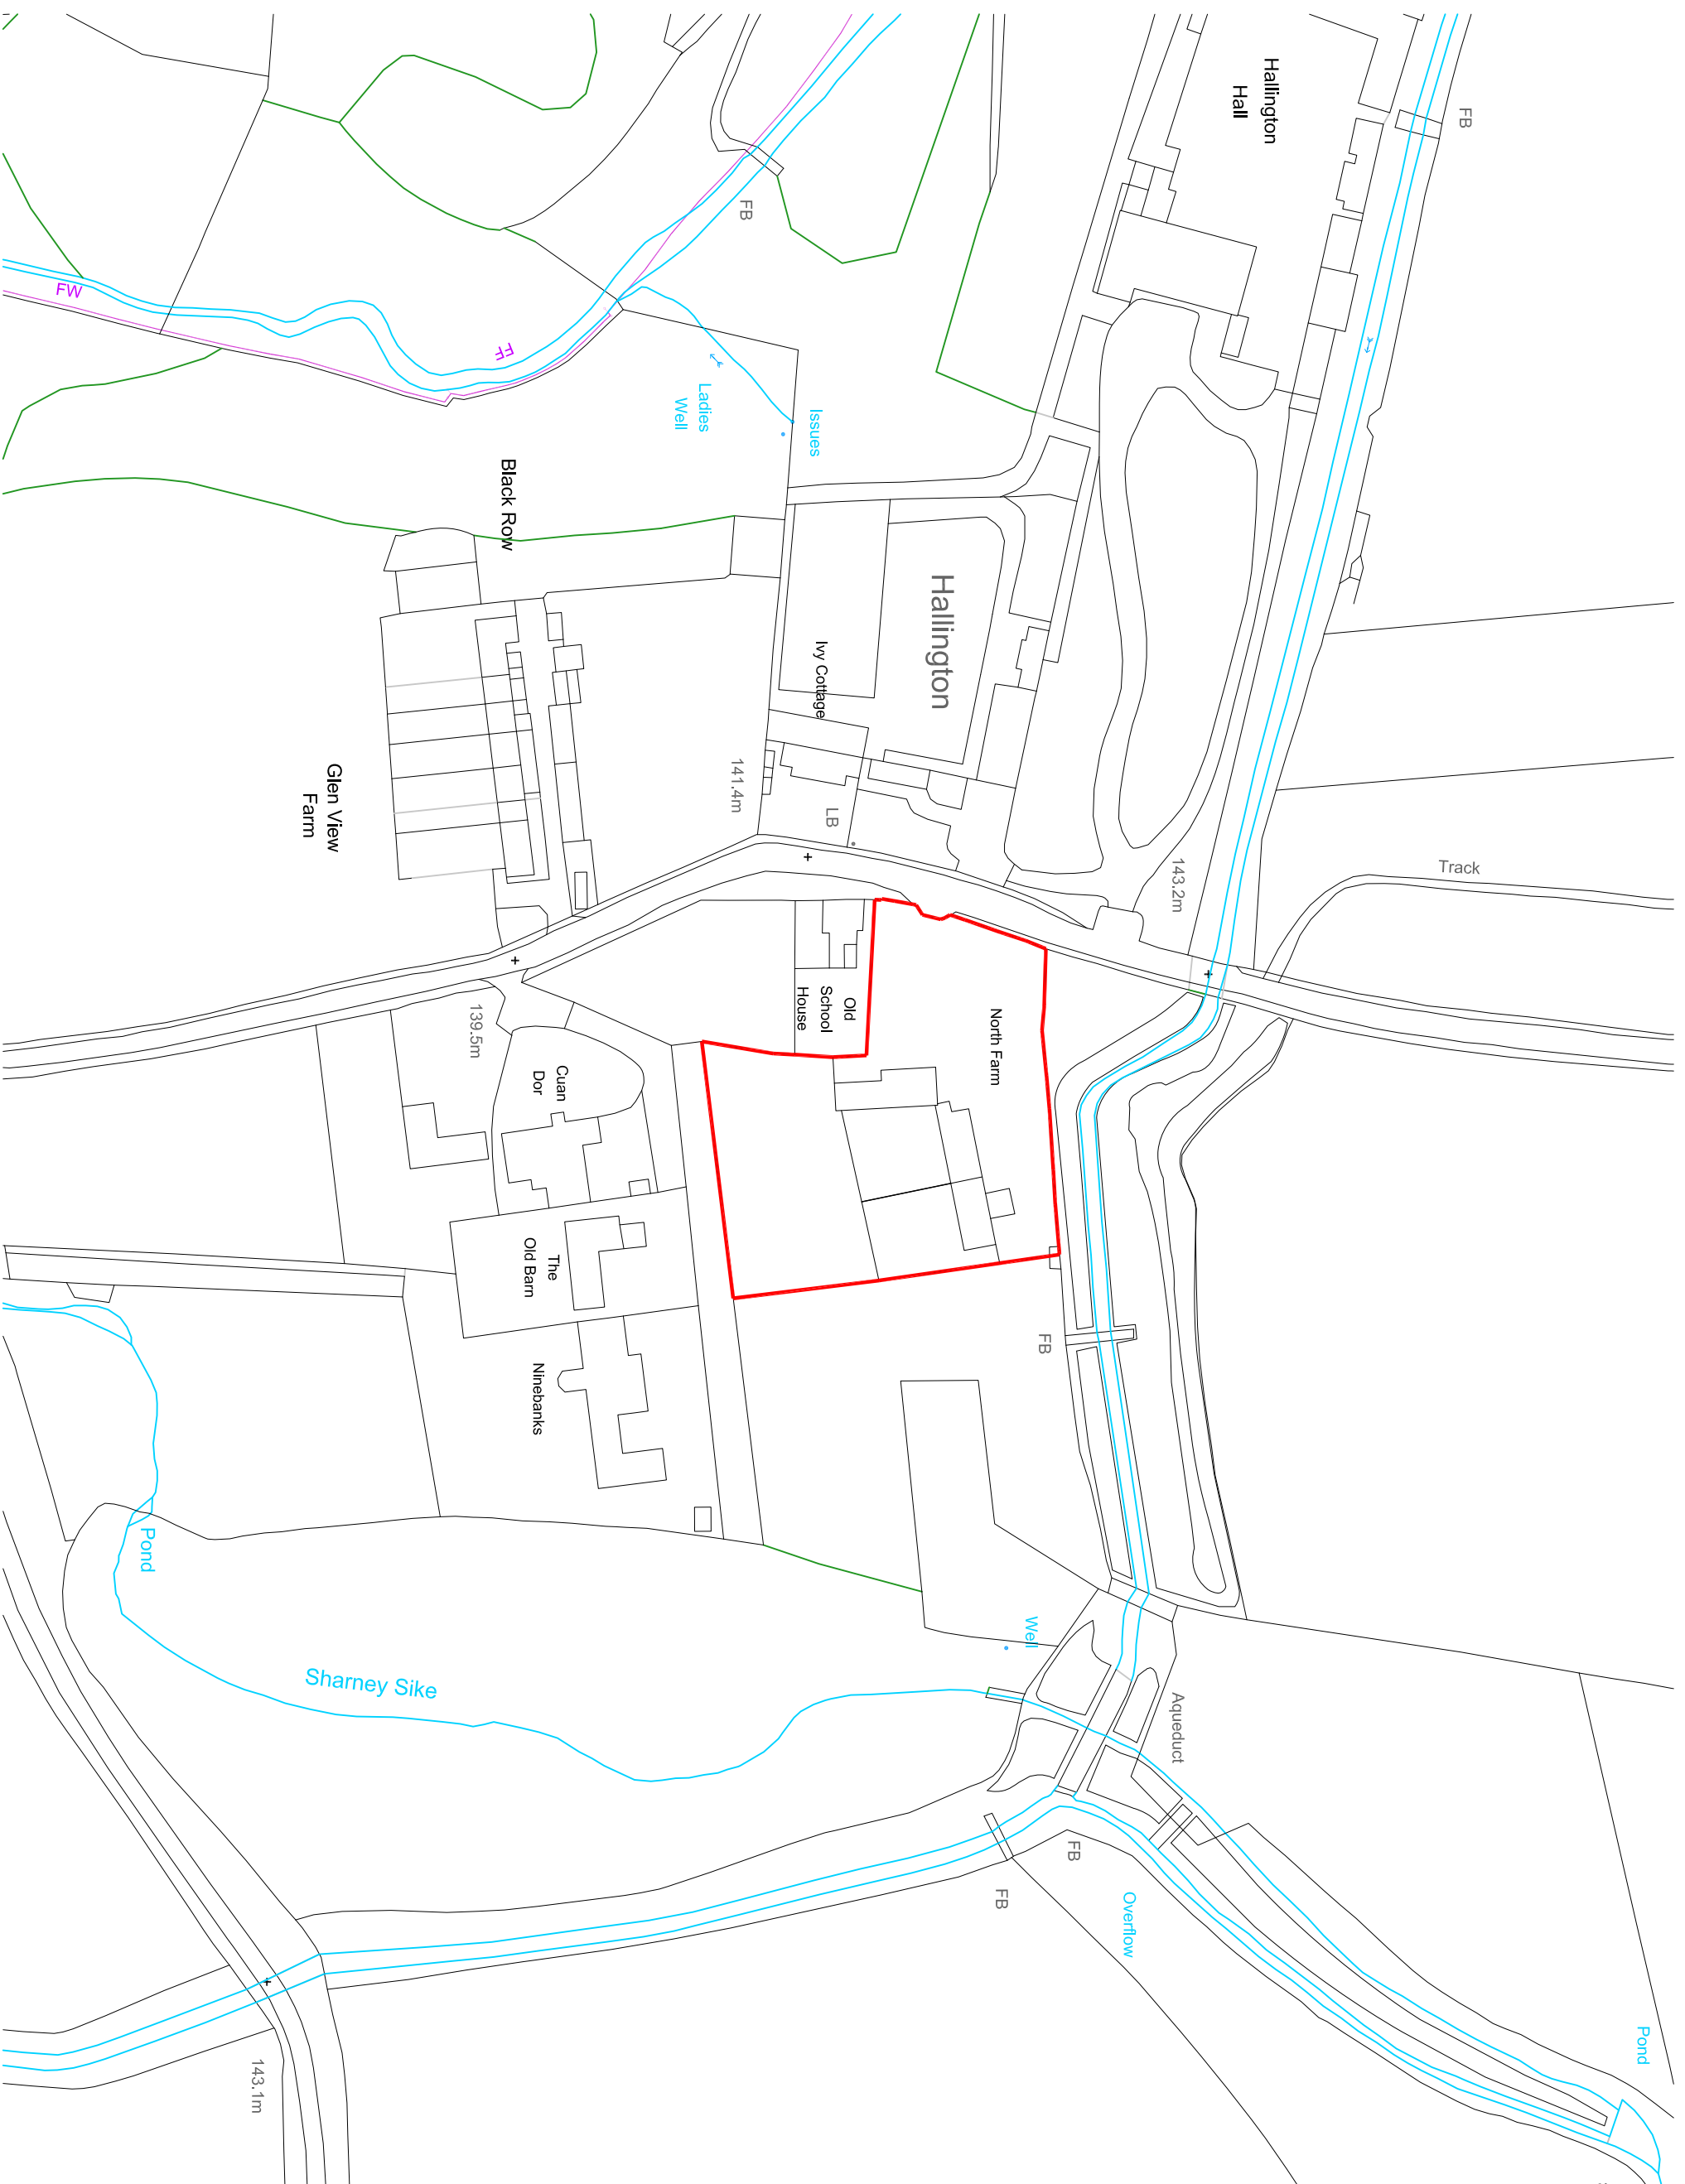 Hallington
Hall
FB
FB
FW
FF
Ladies
Well
Issues
Black Row
Hallington
Ivy Cottage
Glen View
Farm
141.4m
LB
143.2m
Track
139.5m
Old
School
House
North Farm
Cuan
Dor
The
Old Barn
FB
Ninebanks
Pond
Well
Sharney Sike
Aqueduct
FB
FB
Overflow
Pond
143.1m